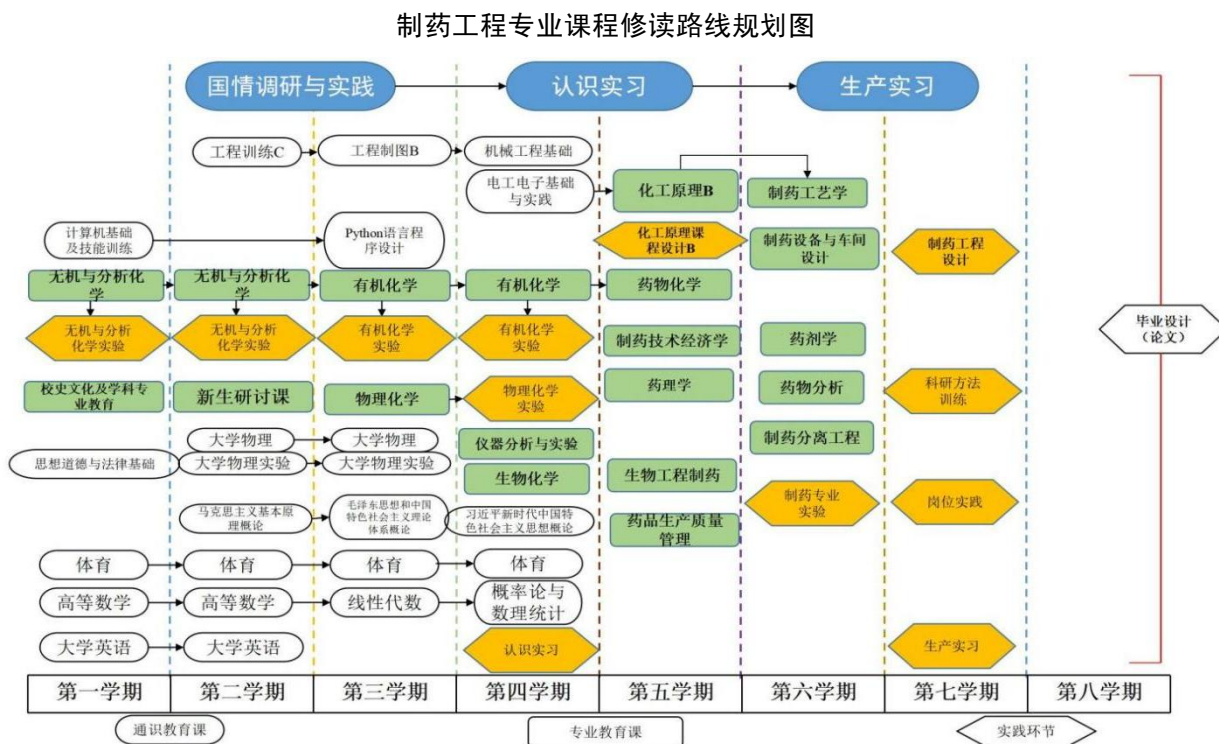 制药工程专业课程修读路线规划图
国情调研与实践
认识实习
生产实习
工程训练C
工程制图B
机械工程基础
电工电子基础
与实践
化工原理B
制药工艺学
计算机基础
及技能训练
Python语言程
序设计
化工原理课
程设计B
制药设备与车间
设计
制药工程
设计
无机与分析化
学
无机与分析化
学
有机化学
有机化学
药物化学
无机与分析
化学实验
无机与分析
化学实验
有机化学
实验
有机化学
实验
制药技术经济学
药剂学
毕业设计
（论文）
校史文化及学科专
业教育
新生研讨课
物理化学
物理化学
实验
药理学
药物分析
科研方法
训练
大学物理
大学物理
仪器分析与实验
制药分离工程
思想道德与法律基础
大学物理实验
大学物理实验
生物化学
生物工程制药
马克思主义基本原
理概论
毛泽东思想和中国
特色社会主义理论
体系概论
习近平新时代中国特
色社会主义思想概论
药品生产质量
管理
制药专业
实验
岗位实践
体育
体育
体育
体育
高等数学
高等数学
线性代数
概率论与
数理统计
大学英语
大学英语
认识实习
生产实习
第一学期
第二学期
第三学期
第四学期
第五学期
第六学期
第七学期
第八学期
通识教育课
专业教育课
实践环节